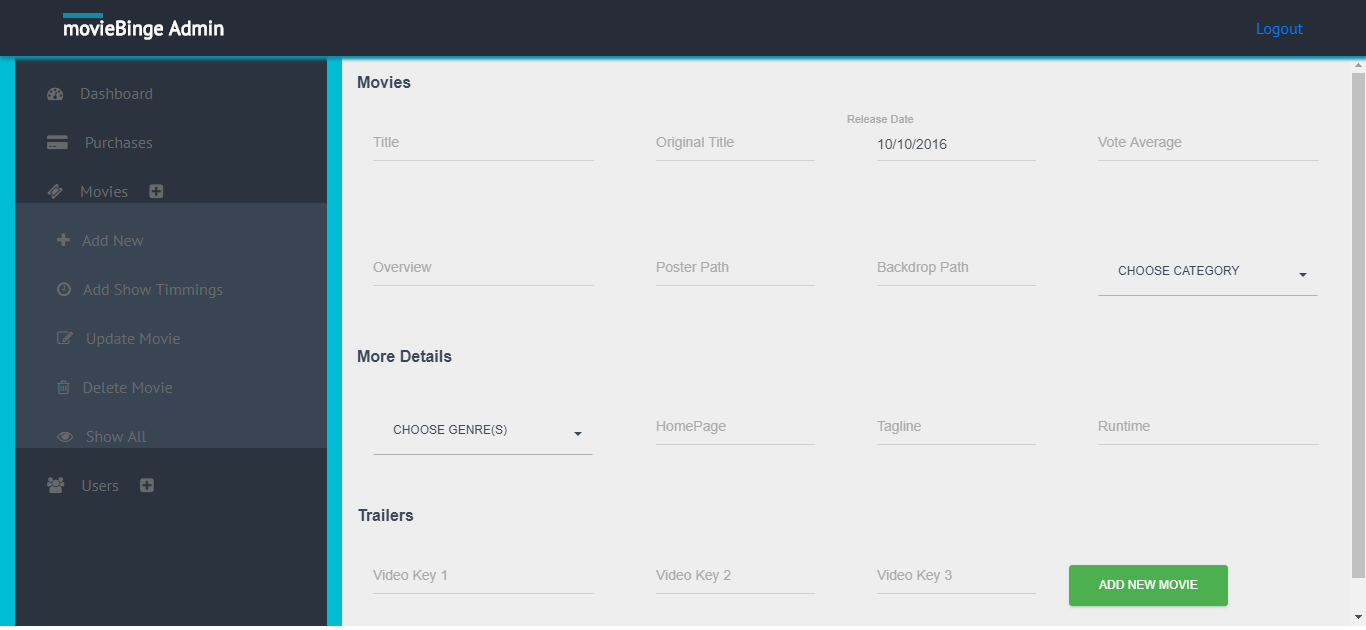 movieBinge Admin
Logout
Dashboard
Purchases
Movies
Add New
Add Show Timmings
Update Movie
Delete Movie
Show All
Users
Movies
Release Date
Title Original Title 10/10/2016 Vote Average
Overview Poster Path Backdrop Path CHOOSE CATEGORY
More Details
CHOOSE GENRE(S) HomePage Tagline Runtime
Trailers
Video Key 1 Video Key 2 Video Key 3 ADD NEW MOVIE